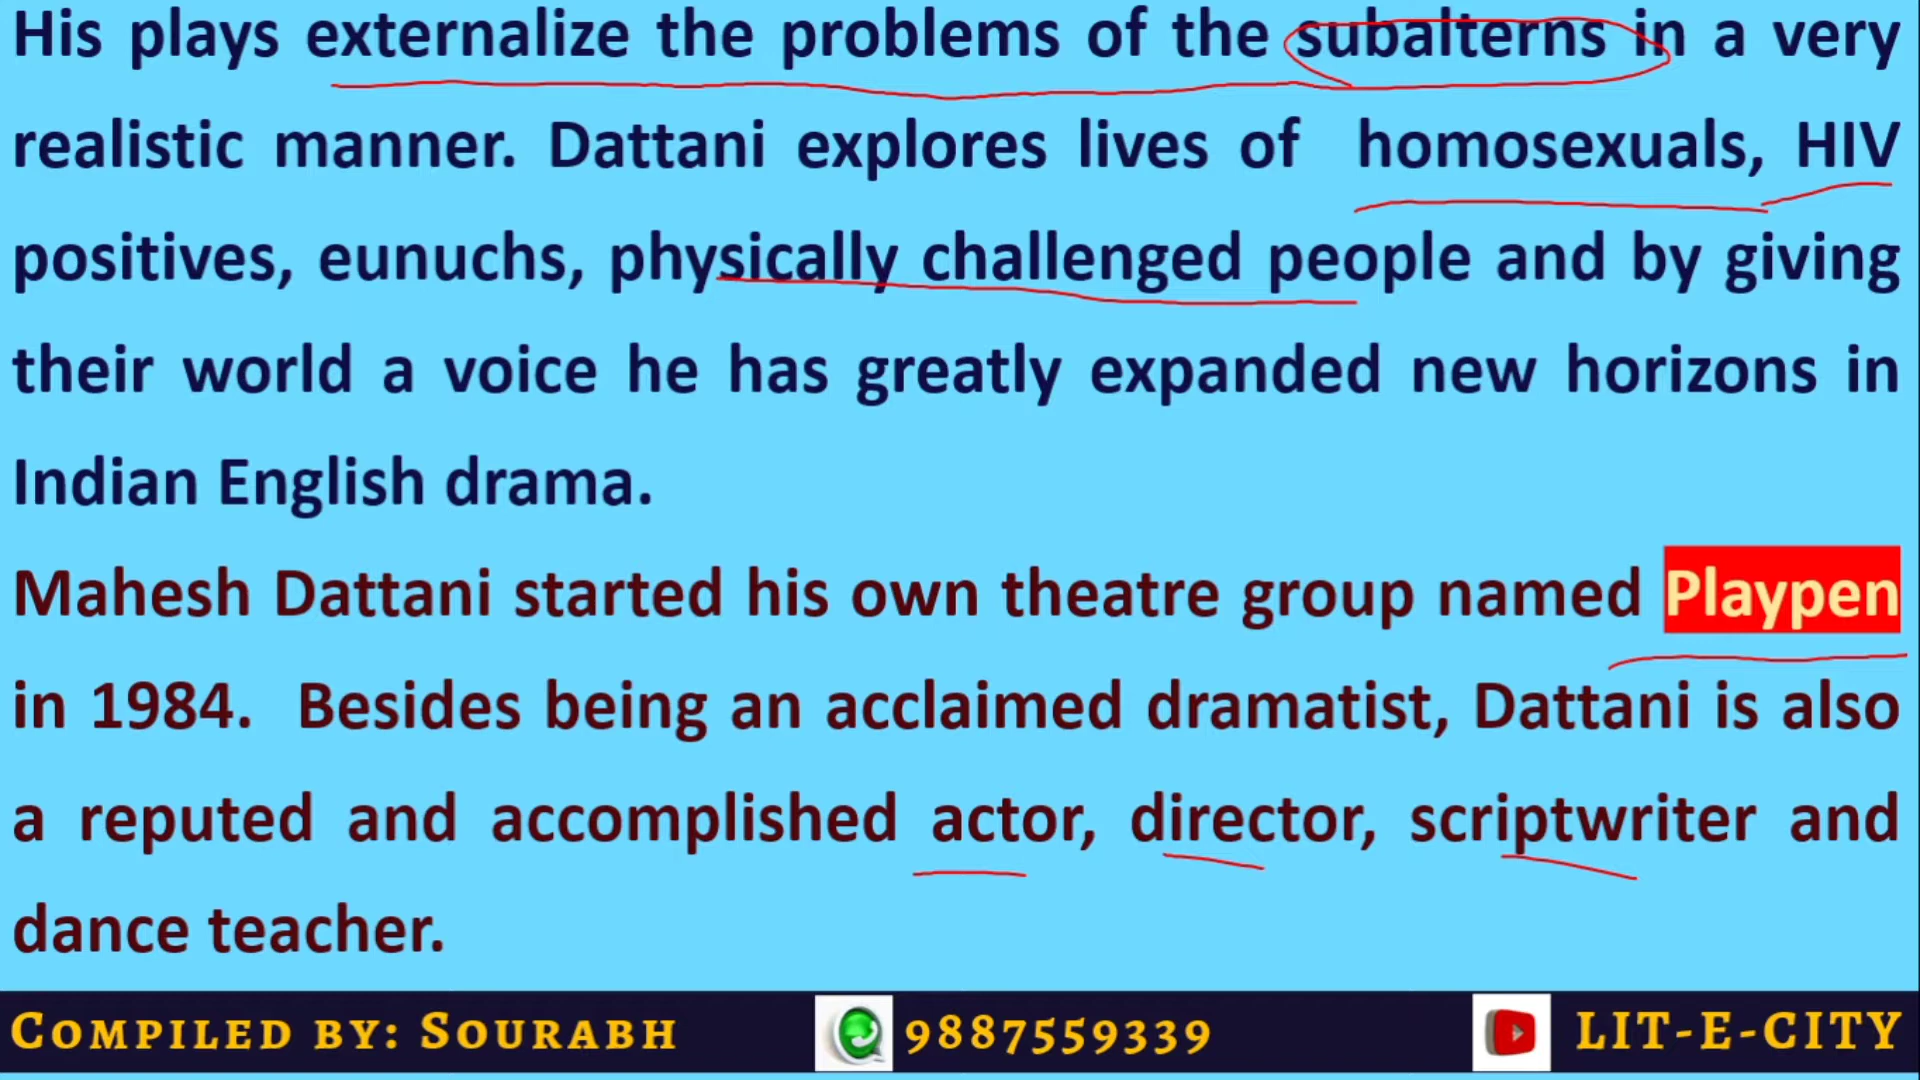 His plays externalize the problems of the subalterns in a very
realistic manner. Dattani explores lives of homosexuals, HIV
positives, eunuchs, physically challenged people and by giving
their world a voice he has greatly expanded new horizons in
Indian English drama.
Mahesh Dattani started his own theatre group named Playpen
in 1984. Besides being an acclaimed dramatist, Dattani is also
a reputed and accomplished actor, director, scriptwriter and
dance teacher.
COMPILED BY: SOURABH 9887559339 LIT-E-CITY